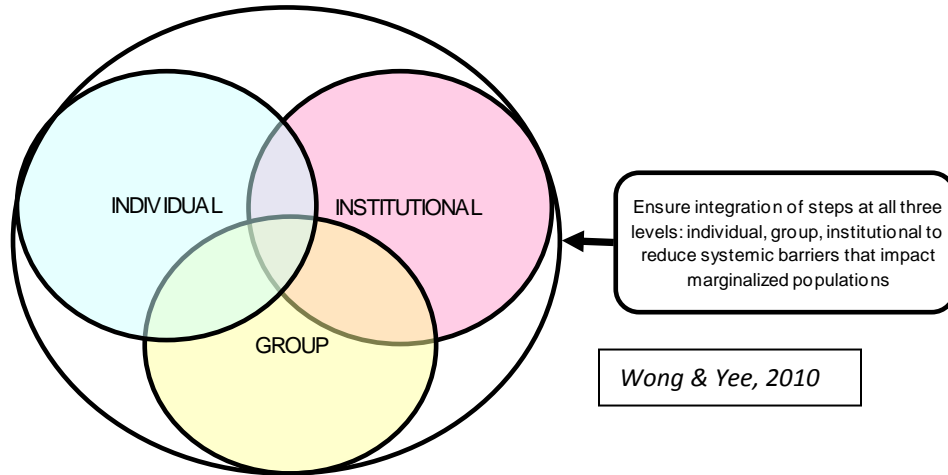 INDIVIDUAL
INSTITUTIONAL
GROUP
Ensure integration of steps at all three
levels: individual, group, institutional to
reduce systemic barriers that impact
marginalized populations
Wong & Yee, 2010